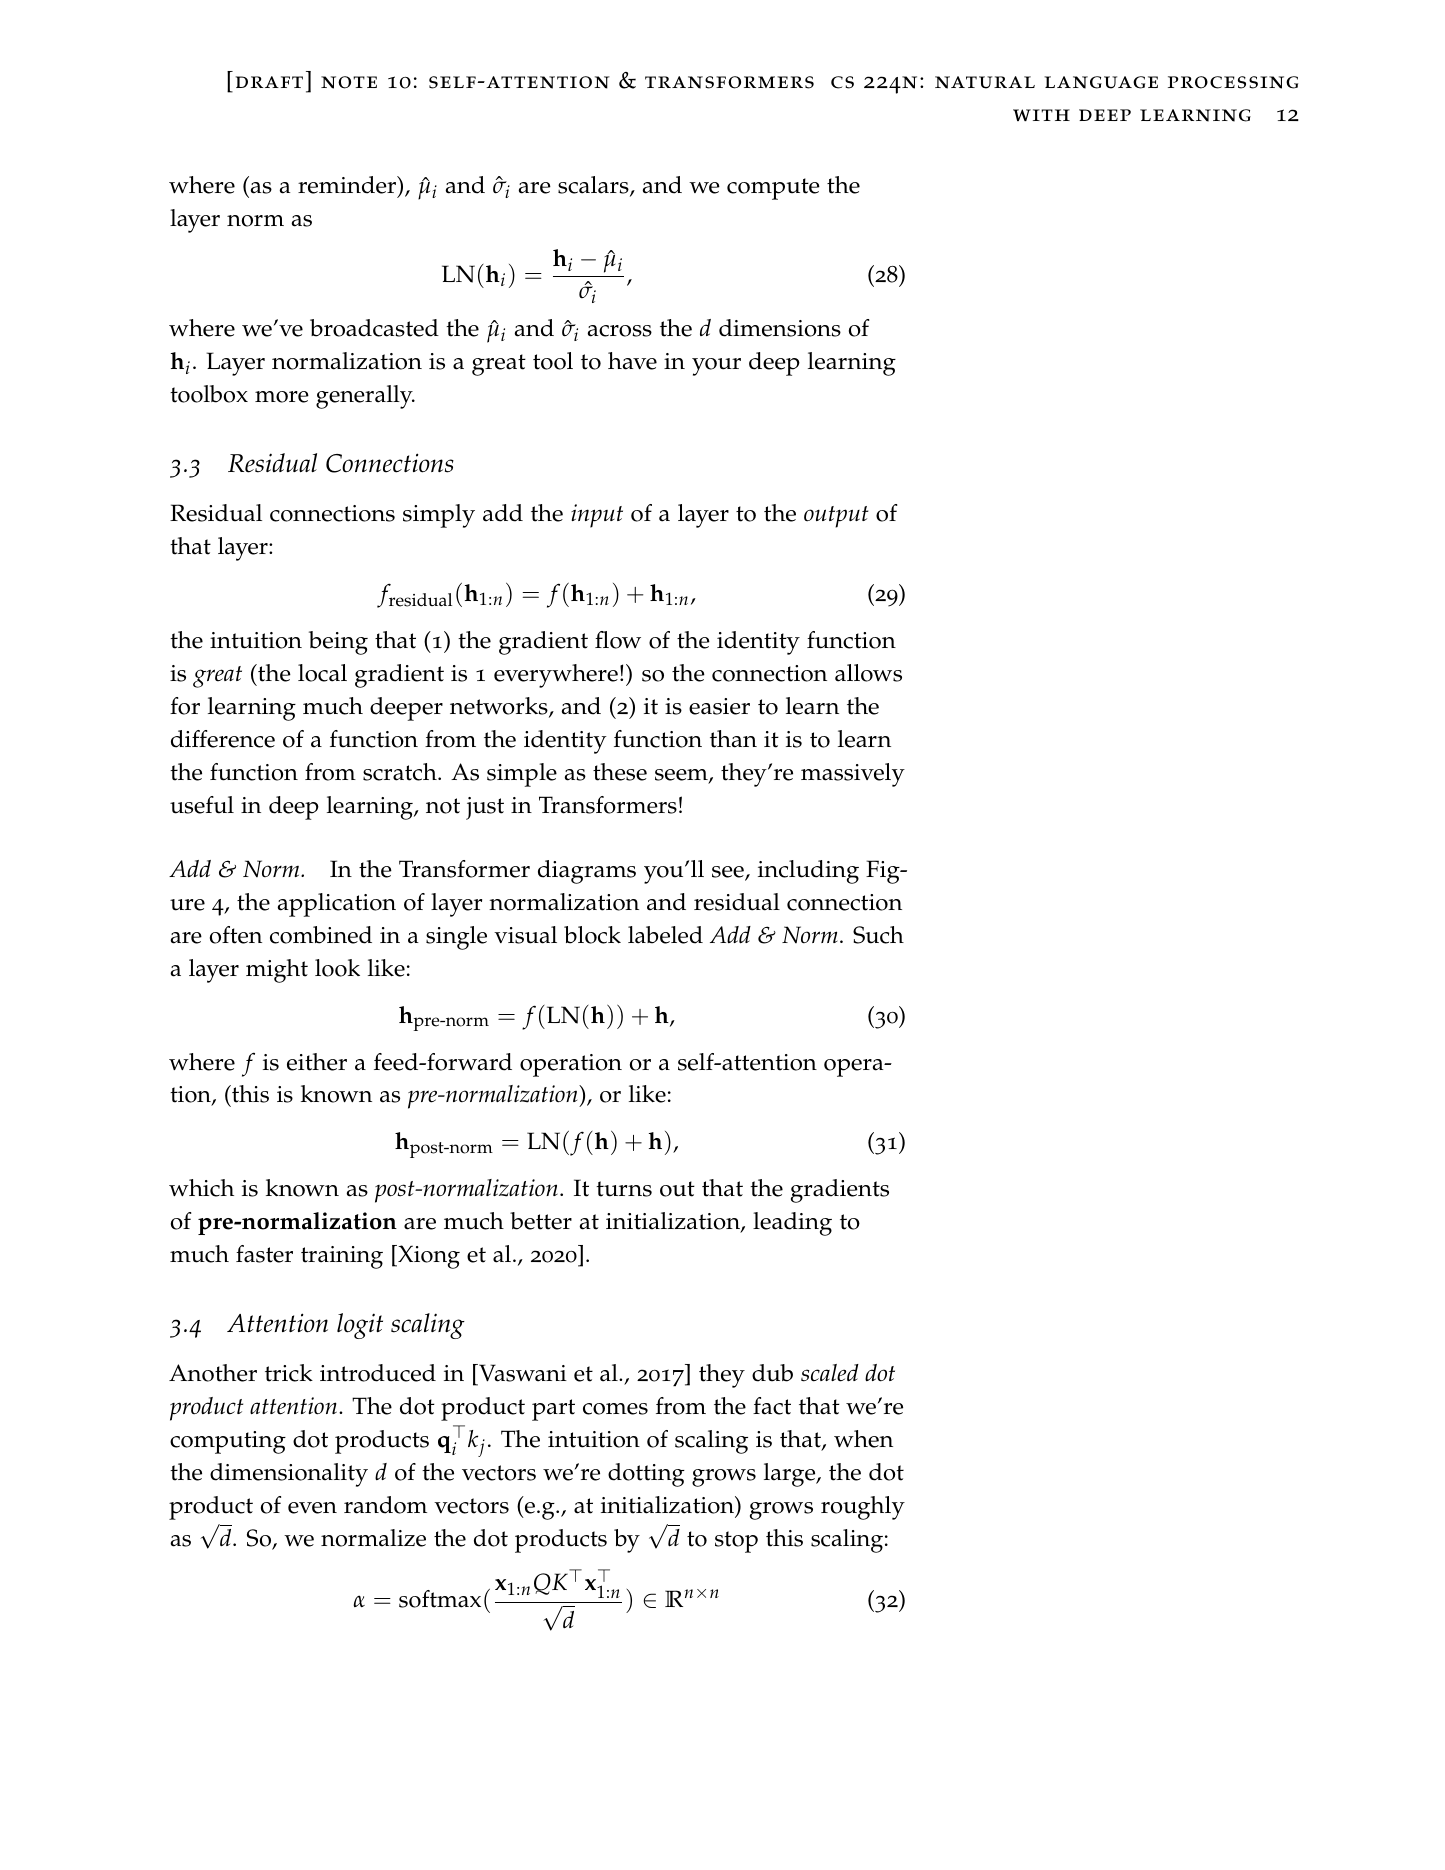 [DRAFT] NOTE 10: SELF-ATTENTION & TRANSFORMERS CS 224N: NATURAL LANGUAGE PROCESSING
WITH DEEP LEARNING 12
where (as a reminder), μ̂ᵢ and σ̂ᵢ are scalars, and we compute the
layer norm as
LN(hᵢ) = (hᵢ − μ̂ᵢ) / σ̂ᵢ, (28)
where we've broadcasted the μ̂ᵢ and σ̂ᵢ across the d dimensions of
hᵢ. Layer normalization is a great tool to have in your deep learning
toolbox more generally.
3.3 Residual Connections
Residual connections simply add the input of a layer to the output of
that layer:
f_residual(h_{1:n}) = f(h_{1:n}) + h_{1:n}, (29)
the intuition being that (1) the gradient flow of the identity function
is great (the local gradient is 1 everywhere!) so the connection allows
for learning much deeper networks, and (2) it is easier to learn the
difference of a function from the identity function than it is to learn
the function from scratch. As simple as these seem, they're massively
useful in deep learning, not just in Transformers!
Add & Norm. In the Transformer diagrams you'll see, including Fig-
ure 4, the application of layer normalization and residual connection
are often combined in a single visual block labeled Add & Norm. Such
a layer might look like:
h_pre-norm = f(LN(h)) + h, (30)
where f is either a feed-forward operation or a self-attention opera-
tion, (this is known as pre-normalization), or like:
h_post-norm = LN(f(h) + h), (31)
which is known as post-normalization. It turns out that the gradients
of pre-normalization are much better at initialization, leading to
much faster training [Xiong et al., 2020].
3.4 Attention logit scaling
Another trick introduced in [Vaswani et al., 2017] they dub scaled dot
product attention. The dot product part comes from the fact that we're
computing dot products qᵢ⊤kⱼ. The intuition of scaling is that, when
the dimensionality d of the vectors we're dotting grows large, the dot
product of even random vectors (e.g., at initialization) grows roughly
as √d. So, we normalize the dot products by √d to stop this scaling:
α = softmax(x_{1:n}QK⊤x⊤_{1:n} / √d) ∈ ℝ^{n×n} (32)